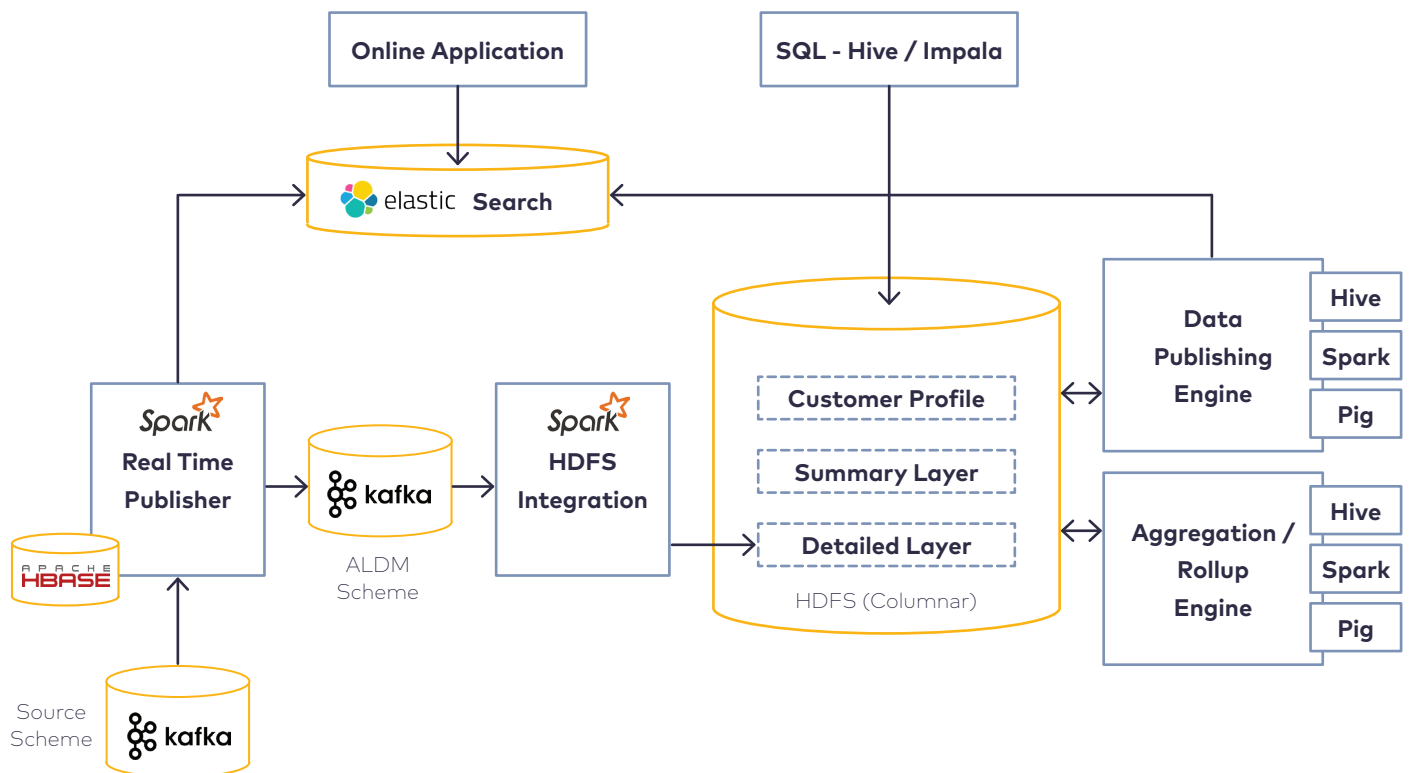 Online Application
SQL - Hive / Impala
elastic Search
Hive
Data
Publishing
Engine
Spark
Pig
Customer Profile
Summary Layer
Detailed Layer
HDFS (Columnar)
Spark
Real Time
Publisher
kafka
ALDM
Scheme
Spark
HDFS
Integration
Aggregation /
Rollup
Engine
Hive
Spark
Pig
APACHE
HBASE
Source
Scheme
kafka